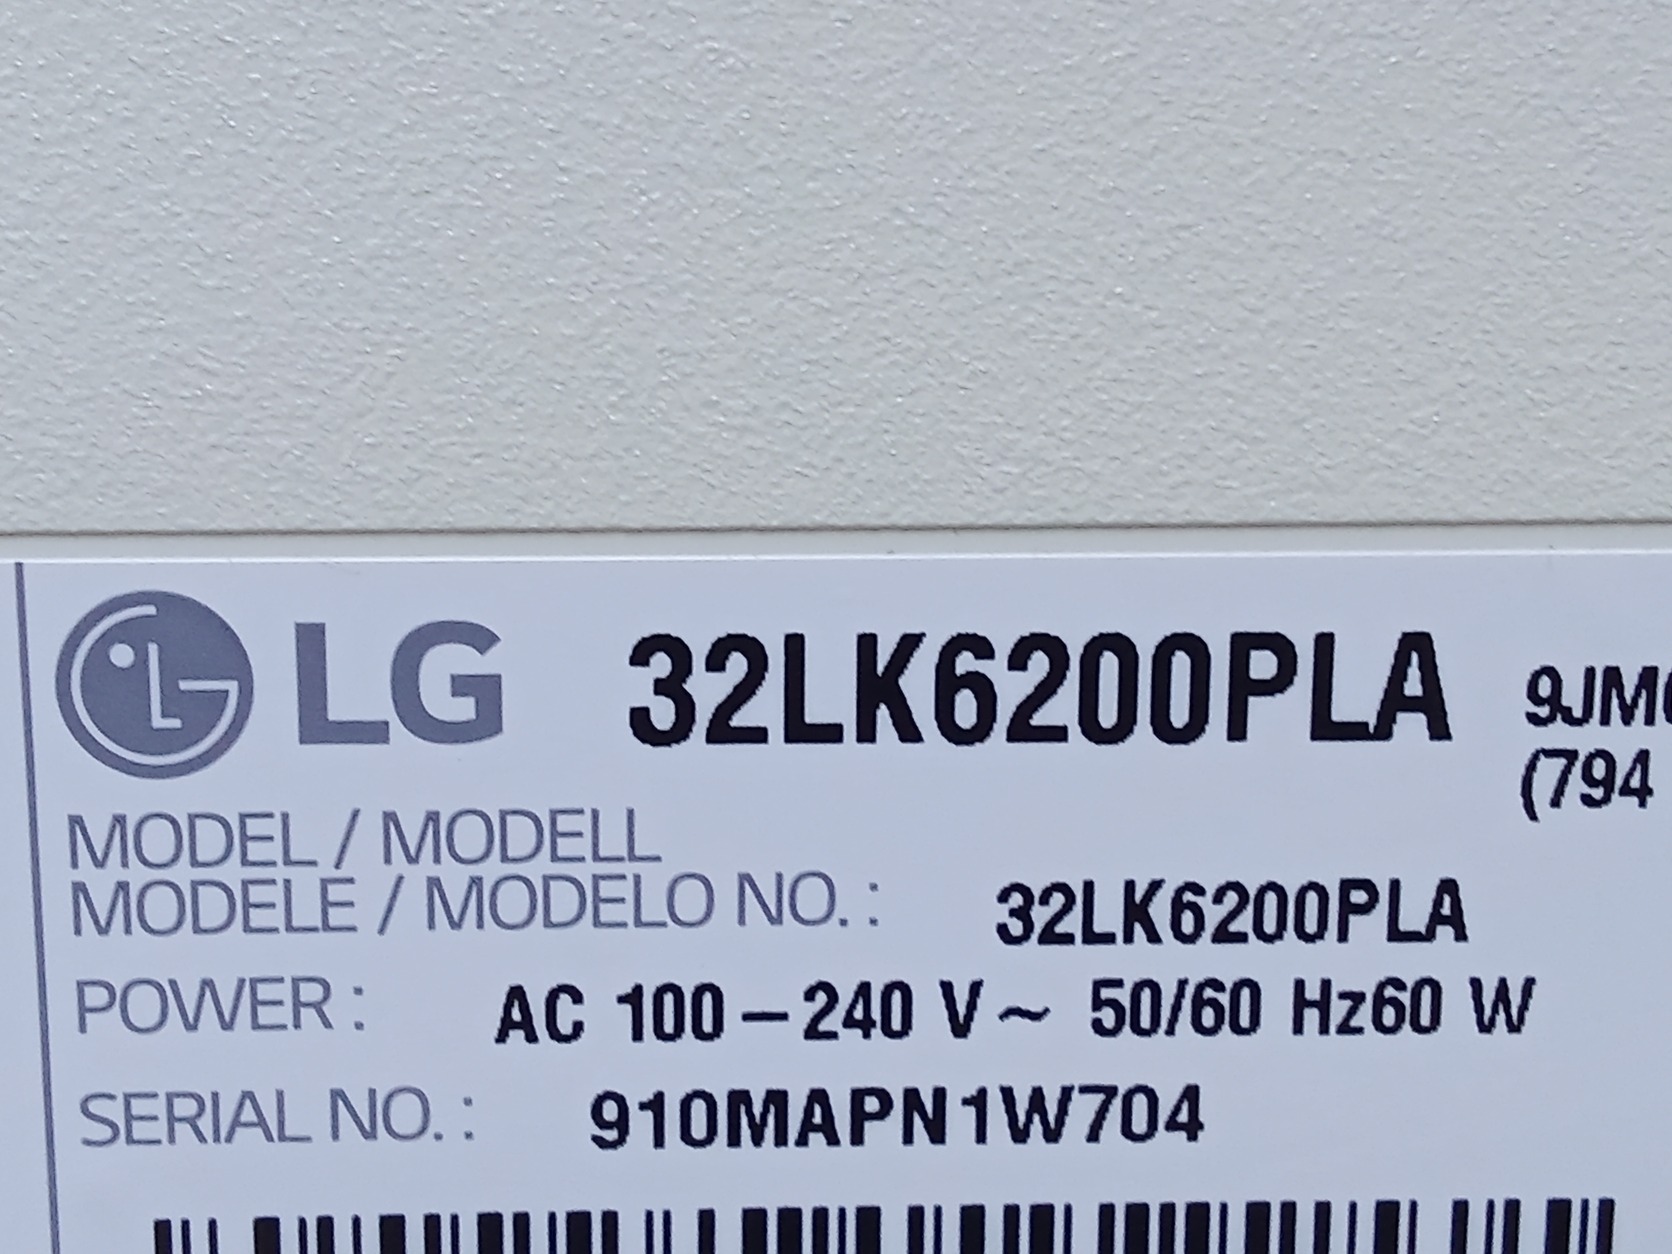 LG 32LK6200PLA 9JM
(794
MODEL / MODELL
MODELE / MODELO NO. : 32LK6200PLA
POWER : AC 100-240 V~ 50/60 Hz60 W
SERIAL NO. : 910MAPN1W704